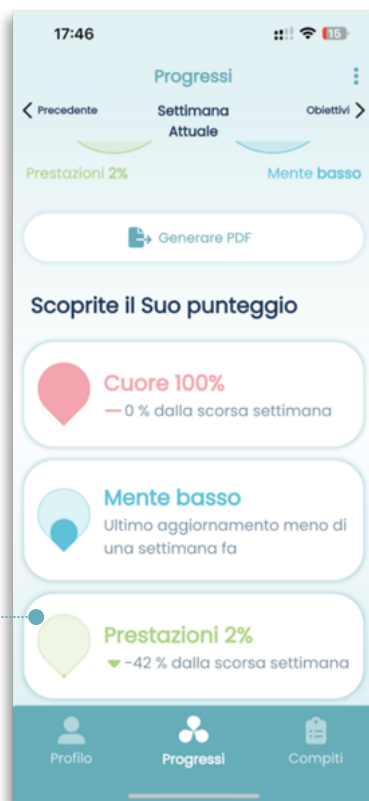 17:46
15
Progressi
Precedente
Settimana
Attuale
Obiettivi
Prestazioni 2%
Mente basso
Generare PDF
Scoprite il Suo punteggio
Cuore 100%
0 % dalla scorsa settimana
Mente basso
Ultimo aggiornamento meno di
una settimana fa
Prestazioni 2%
-42 % dalla scorsa settimana
Profilo
Progressi
Compiti